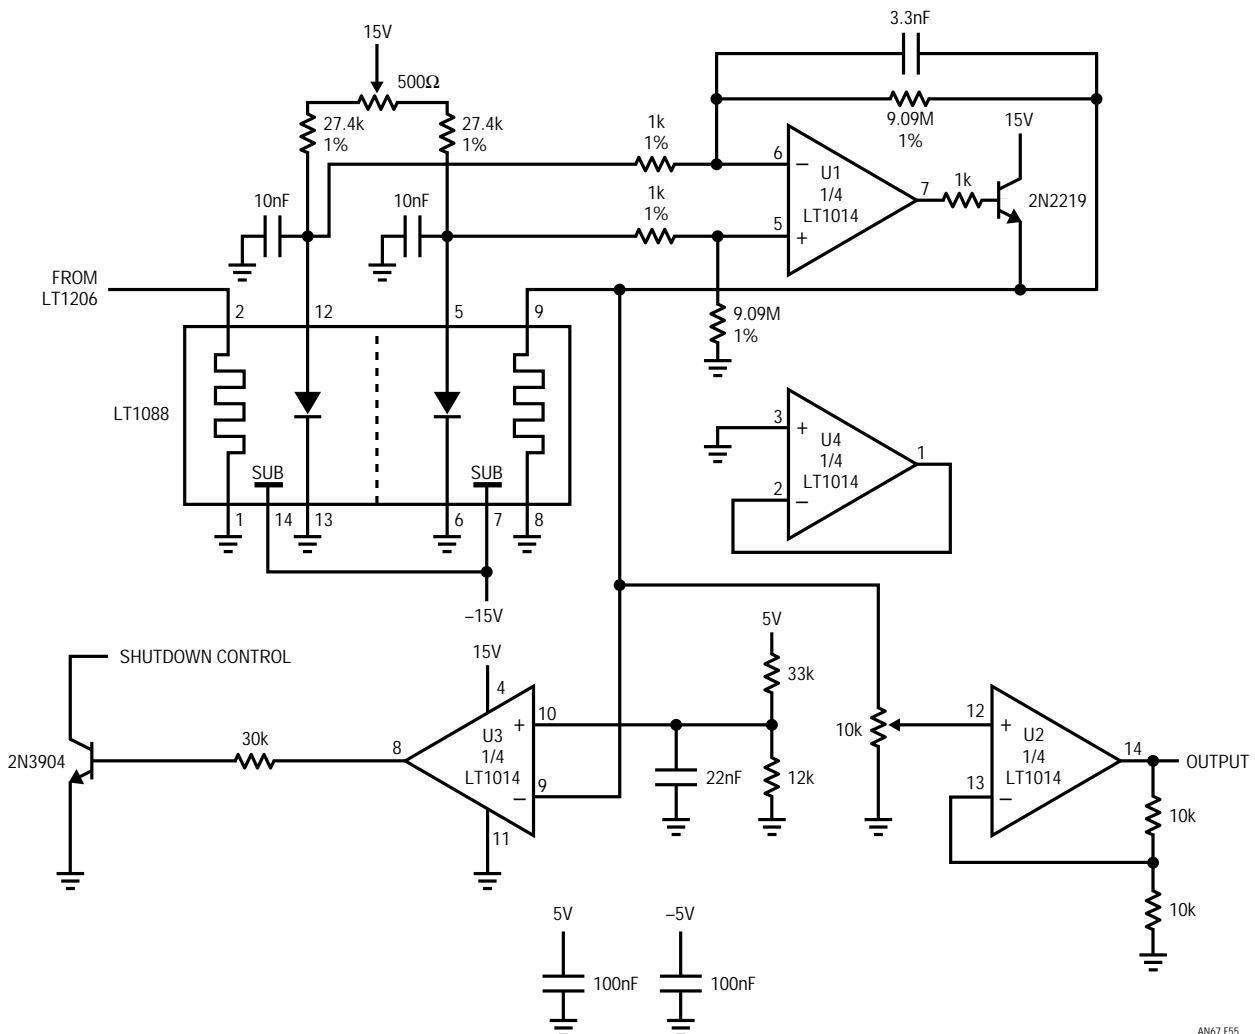 3.3nF
15V
500Ω
27.4k
1%
27.4k
1%
9.09M
1%
15V
1k
1%
1k
1%
6
–
U1
1/4
LT1014
5
+
7
1k
2N2219
10nF
10nF
FROM
LT1206
2
12
5
9
9.09M
1%
LT1088
SUB
SUB
1
14
13
6
7
8
–15V
3
+
U4
1/4
LT1014
2
–
1
SHUTDOWN CONTROL
15V
4
5V
33k
2N3904
30k
8
U3
1/4
LT1014
+
10
–
9
11
22nF
12k
10k
12
+
U2
1/4
LT1014
13
–
14
OUTPUT
10k
10k
5V
100nF
–5V
100nF
AN67 F55